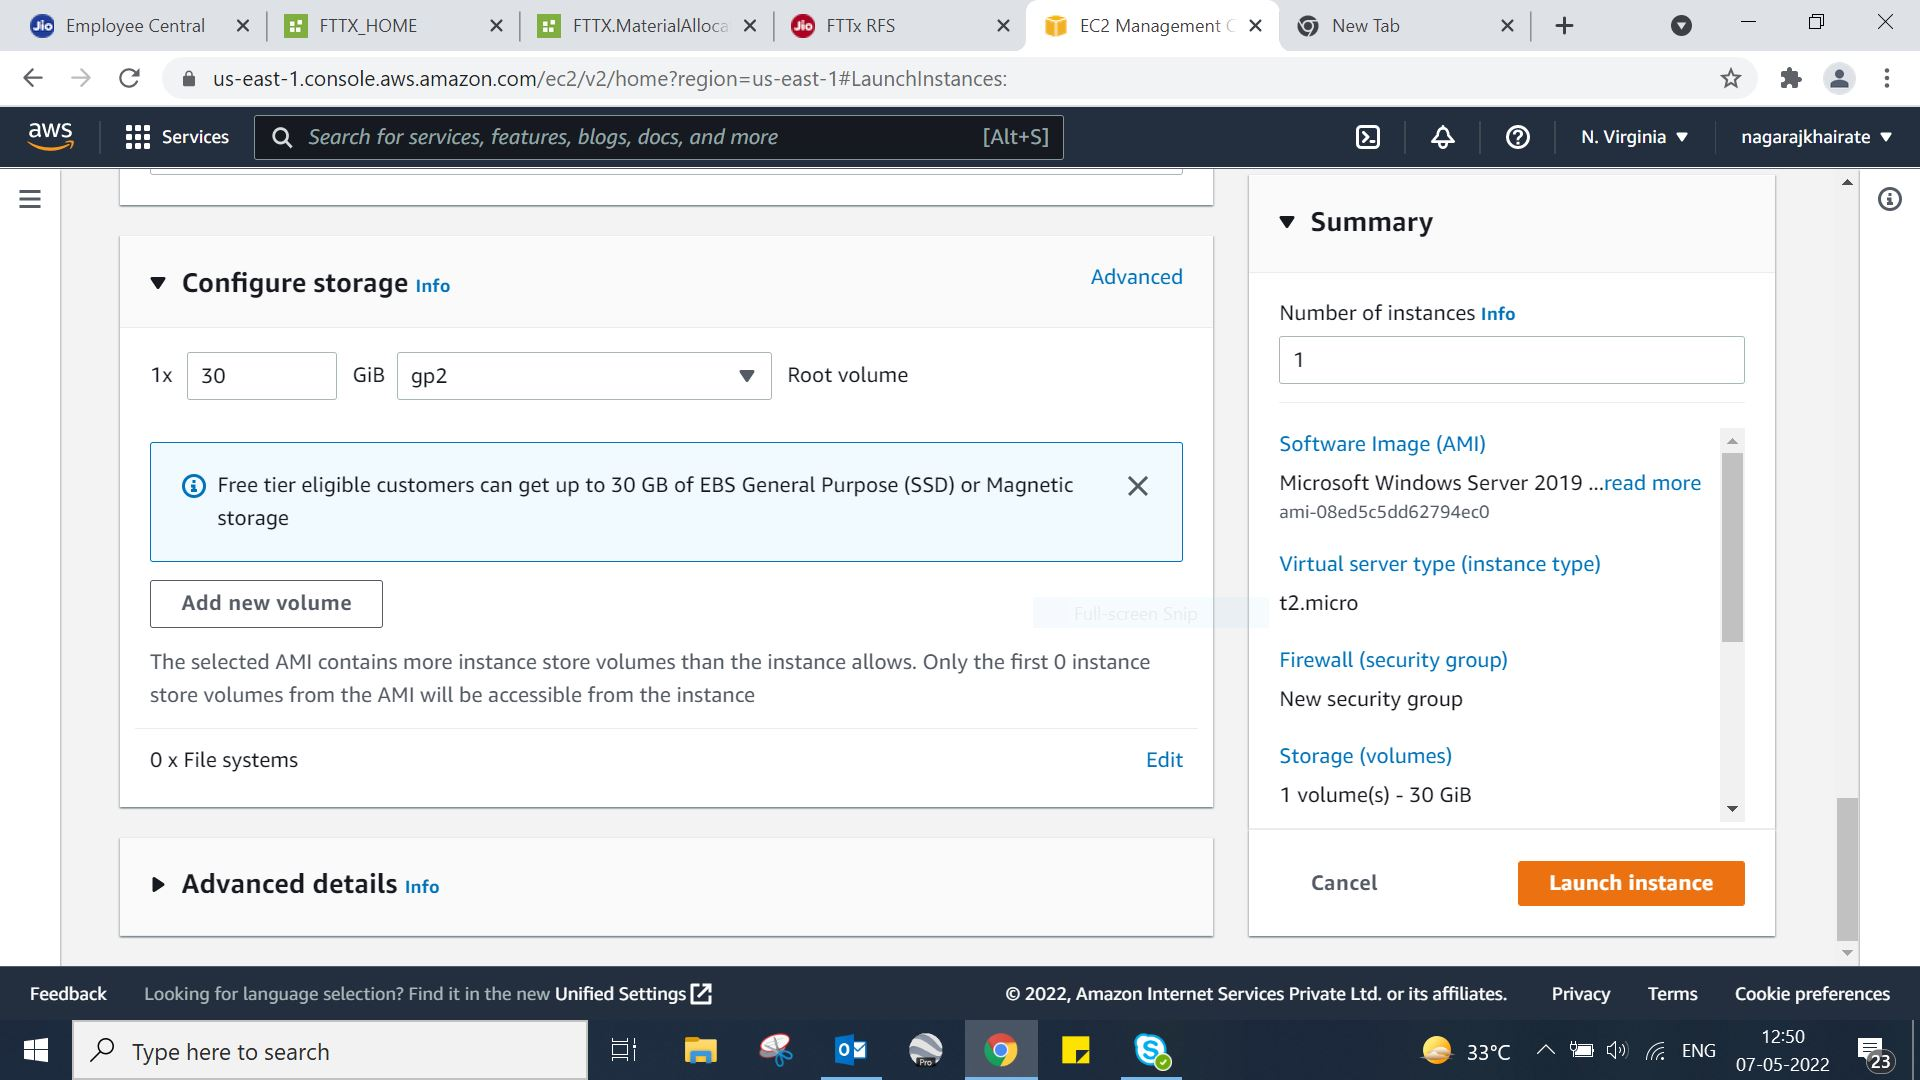 Jio Employee Central
FTTX_HOME
FTTX.MaterialAlloca
Jio FTTx RFS
EC2 Management C
New Tab
us-east-1.console.aws.amazon.com/ec2/v2/home?region=us-east-1#LaunchInstances:
aws
Services
Search for services, features, blogs, docs, and more [Alt+S]
N. Virginia
nagarajkhairate
Configure storage Info
Advanced
1x 30 GiB gp2 Root volume
Free tier eligible customers can get up to 30 GB of EBS General Purpose (SSD) or Magnetic
storage
Add new volume
Full-screen Snip
The selected AMI contains more instance store volumes than the instance allows. Only the first 0 instance
store volumes from the AMI will be accessible from the instance
0 x File systems
Edit
Advanced details Info
Summary
Number of instances Info
1
Software Image (AMI)
Microsoft Windows Server 2019 ...read more
ami-08ed5c5dd62794ec0
Virtual server type (instance type)
t2.micro
Firewall (security group)
New security group
Storage (volumes)
1 volume(s) - 30 GiB
Cancel
Launch instance
Feedback
Looking for language selection? Find it in the new Unified Settings
© 2022, Amazon Internet Services Private Ltd. or its affiliates.
Privacy
Terms
Cookie preferences
Type here to search
Pro
33°C
ENG
12:50
07-05-2022
23